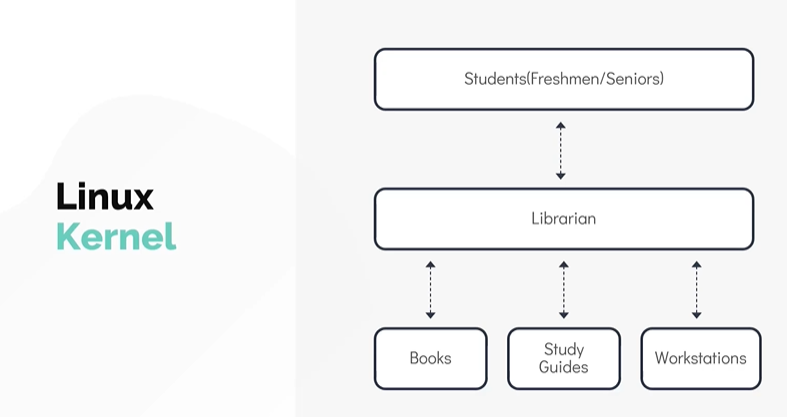 Linux
Kernel
Students(Freshmen/Seniors)
Librarian
Books
Study
Guides
Workstations